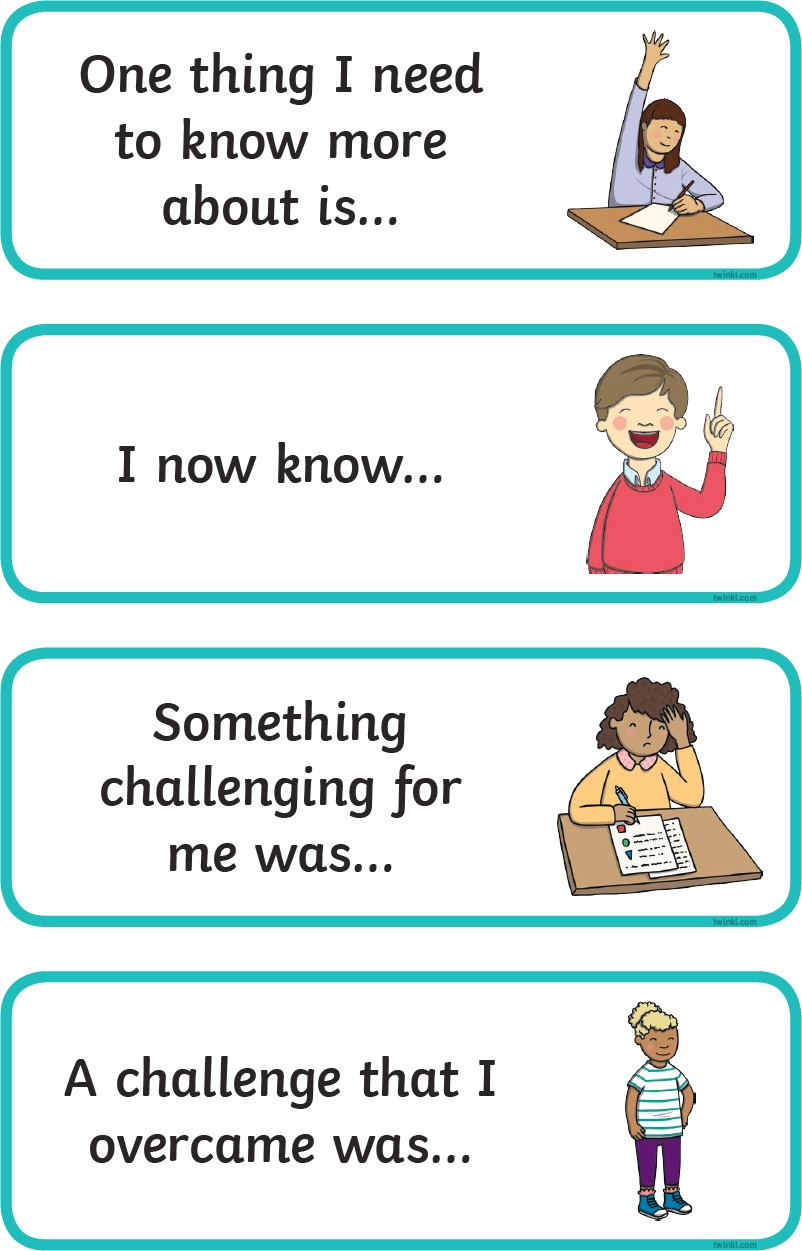 One thing I need
to know more
about is...
twinkl.com
I now know...
twinkl.com
Something
challenging for
me was...
twinkl.com
A challenge that I
overcame was...
twinkl.com